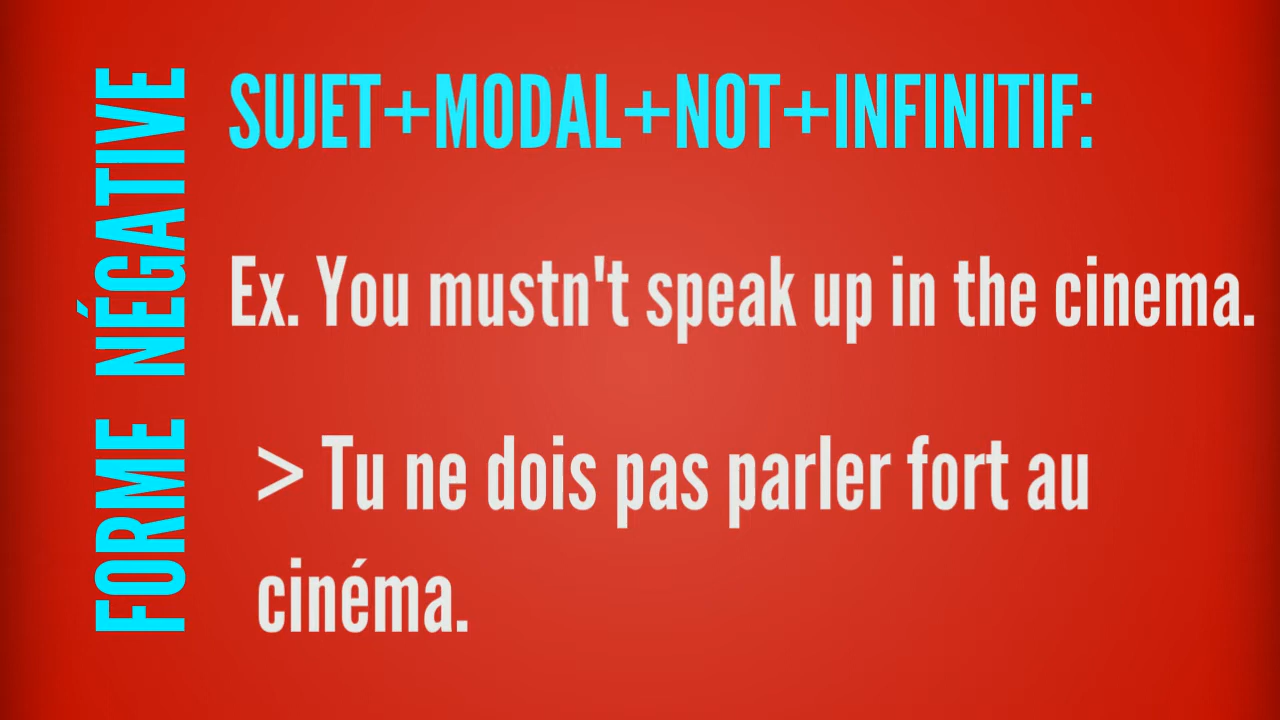 FORME NÉGATIVE
SUJET+MODAL+NOT+INFINITIF:
Ex. You mustn't speak up in the cinema.
> Tu ne dois pas parler fort au
cinéma.